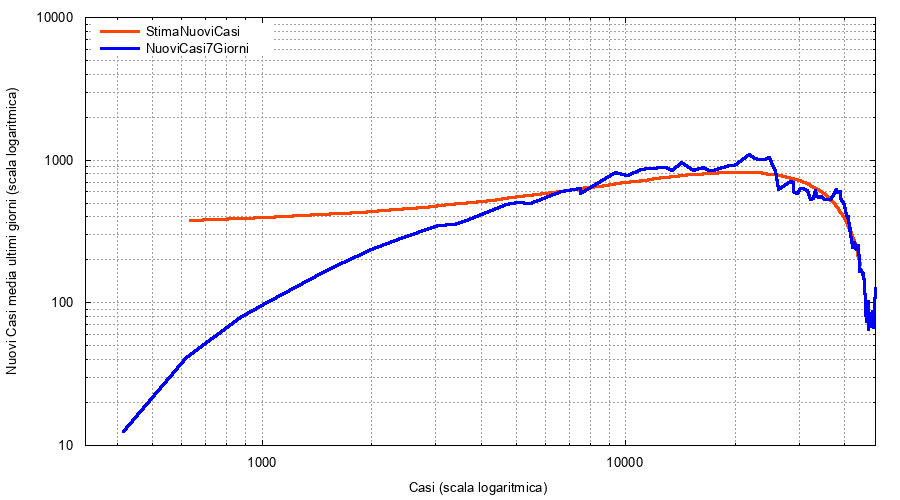 10000
StimaNuoviCasi
NuoviCasi7Giorni
1000
100
10
Nuovi Casi media ultimi giorni (scala logaritmica)
1000 10000
Casi (scala logaritmica)